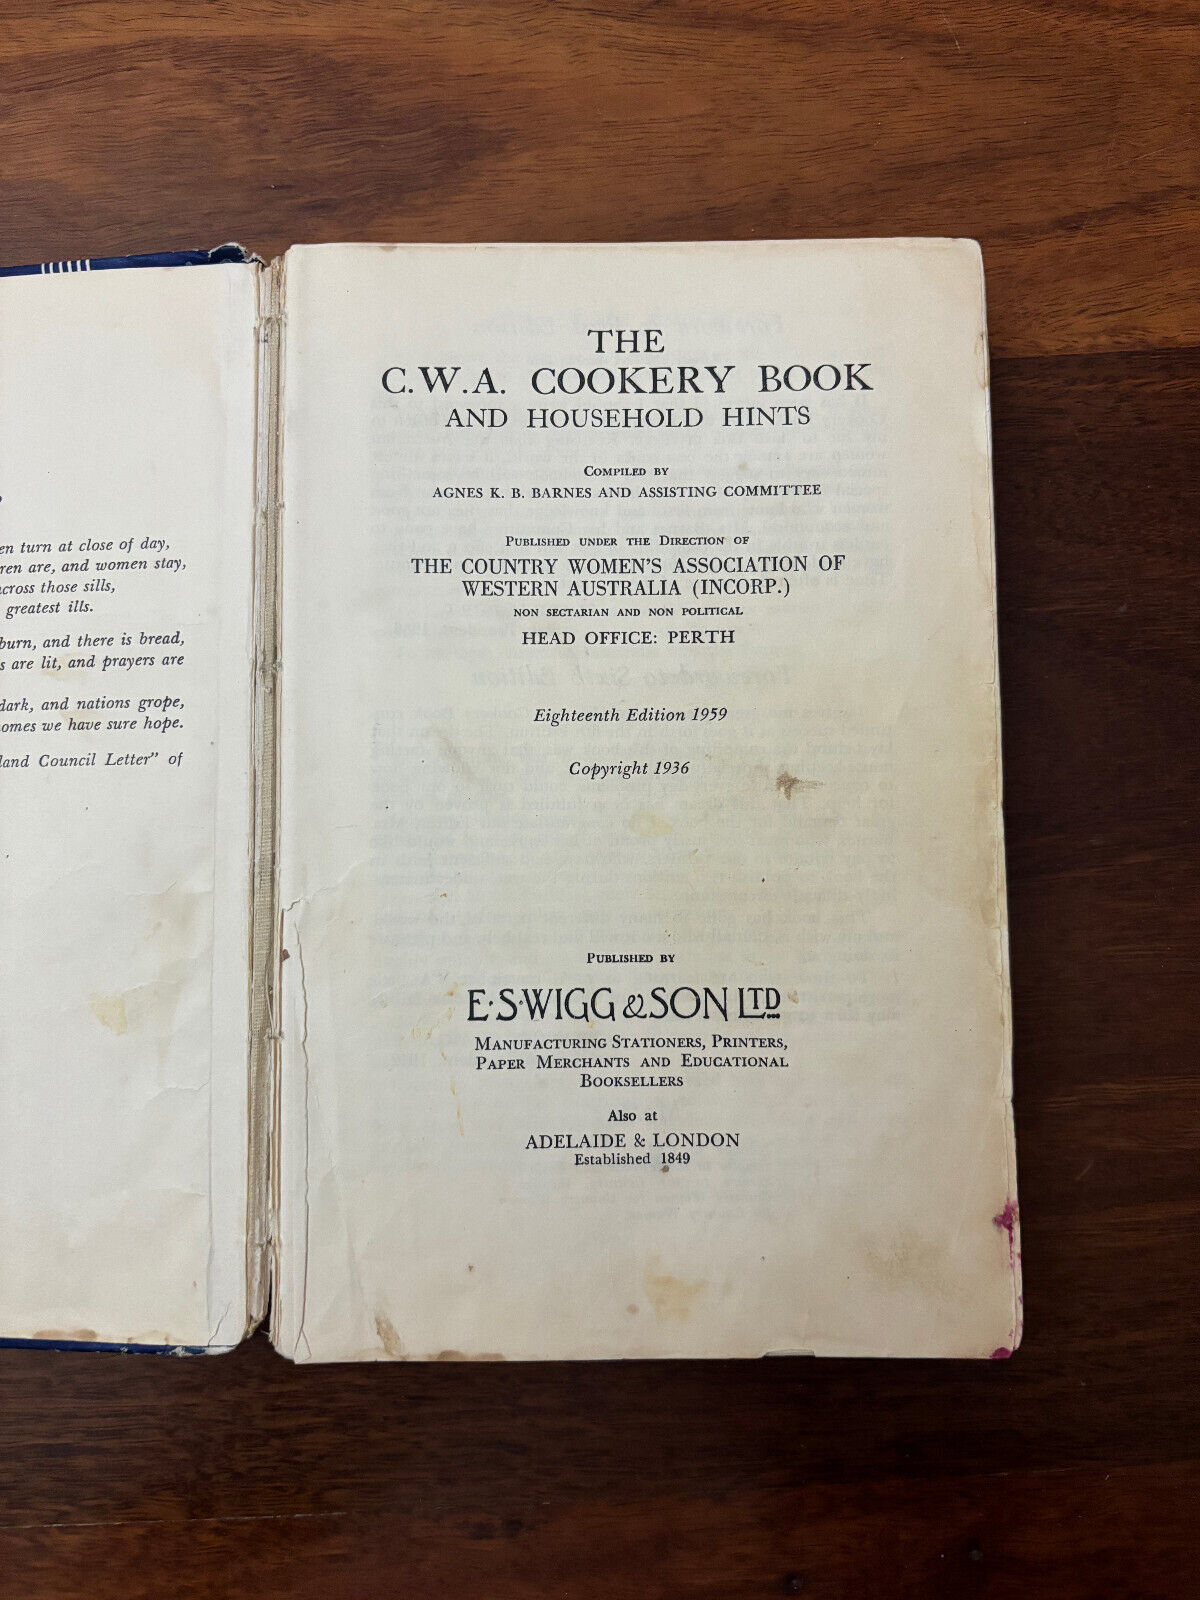 en turn at close of day,
ren are, and women stay,
across those sills,
greatest ills.
burn, and there is bread,
s are lit, and prayers are
dark, and nations grope,
omes we have sure hope.
land Council Letter" of
THE
C.W.A. COOKERY BOOK
AND HOUSEHOLD HINTS
COMPILED BY
AGNES K. B. BARNES AND ASSISTING COMMITTEE
PUBLISHED UNDER THE DIRECTION OF
THE COUNTRY WOMEN'S ASSOCIATION OF
WESTERN AUSTRALIA (INCORP.)
NON SECTARIAN AND NON POLITICAL
HEAD OFFICE: PERTH
Eighteenth Edition 1959
Copyright 1936
PUBLISHED BY
E·S·WIGG & SON LTD
MANUFACTURING STATIONERS, PRINTERS,
PAPER MERCHANTS AND EDUCATIONAL
BOOKSELLERS
Also at
ADELAIDE & LONDON
Established 1849